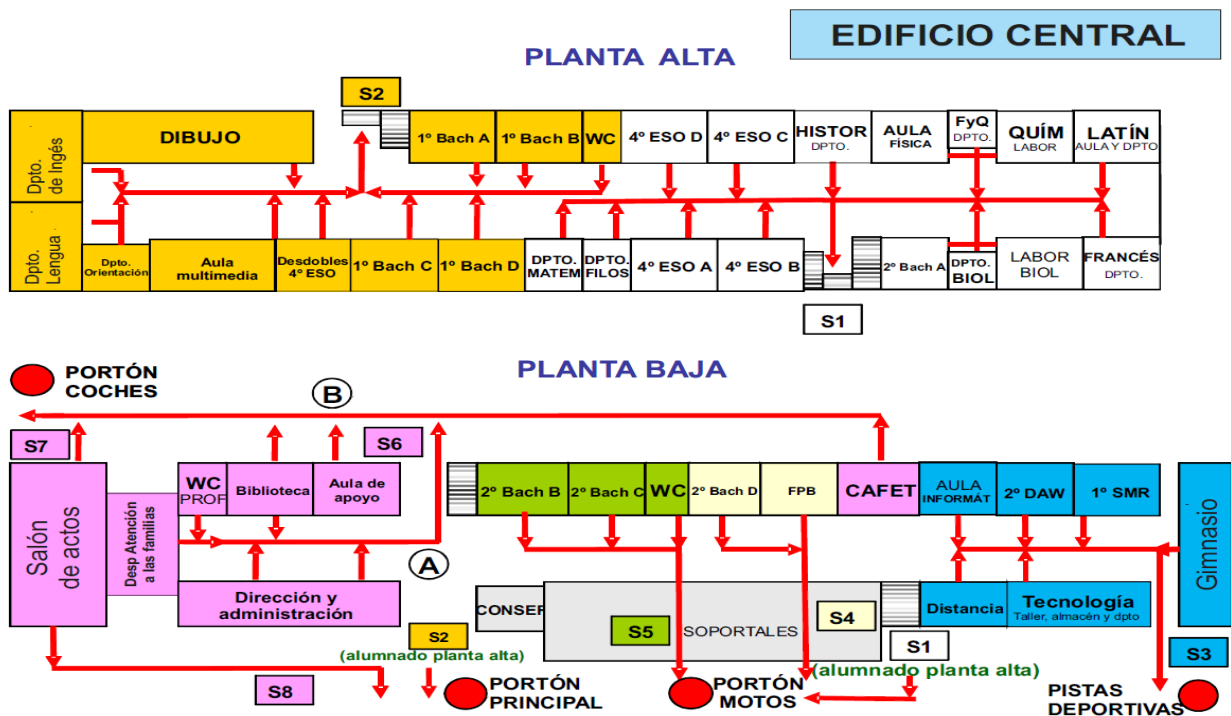 EDIFICIO CENTRAL
PLANTA ALTA
S2
DIBUJO
1º Bach A
1º Bach B
WC
4º ESO D
4º ESO C
HISTOR
DPTO.
AULA
FÍSICA
FyQ
DPTO.
QUÍM
LABOR
LATÍN
AULA Y DPTO
Dpto.
de Ingés
Dpto.
Lengua
Dpto.
Orientación
Aula
multimedia
Desdobles
4º ESO
1º Bach C
1º Bach D
DPTO.
MATEM
DPTO.
FILOS
4º ESO A
4º ESO B
2º Bach A
DPTO.
BIOL
LABOR
BIOL
FRANCÉS
DPTO.
S1
PLANTA BAJA
PORTÓN
COCHES
B
S7
S6
Salón
de actos
Desp Atención
a las familias
WC
PROF
Biblioteca
Aula de
apoyo
2º Bach B
2º Bach C
WC
2º Bach D
FPB
CAFET
AULA
INFORMÁT
2º DAW
1º SMR
Gimnasio
A
Dirección y
administración
CONSER
SOPORTALES
S5
S4
Distancia
Tecnología
Taller, almacén y dpto
S2
(alumnado planta alta)
S1
(alumnado planta alta)
S3
S8
PORTÓN
PRINCIPAL
PORTÓN
MOTOS
PISTAS
DEPORTIVAS